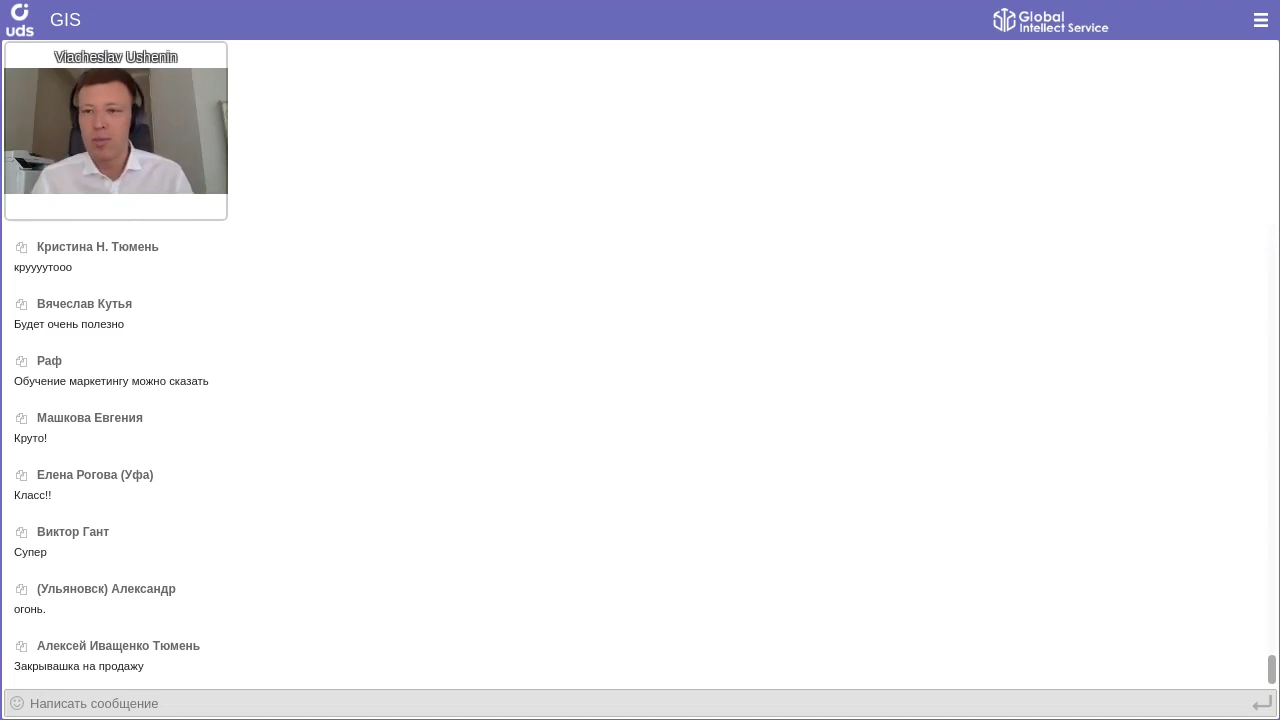 uds
GIS
Global
Intellect Service
Viacheslav Ushenin
Кристина Н. Тюмень
круууутооо
Вячеслав Кутья
Будет очень полезно
Раф
Обучение маркетингу можно сказать
Машкова Евгения
Круто!
Елена Рогова (Уфа)
Класс!!
Виктор Гант
Супер
(Ульяновск) Александр
огонь.
Алексей Иващенко Тюмень
Закрывашка на продажу
Написать сообщение